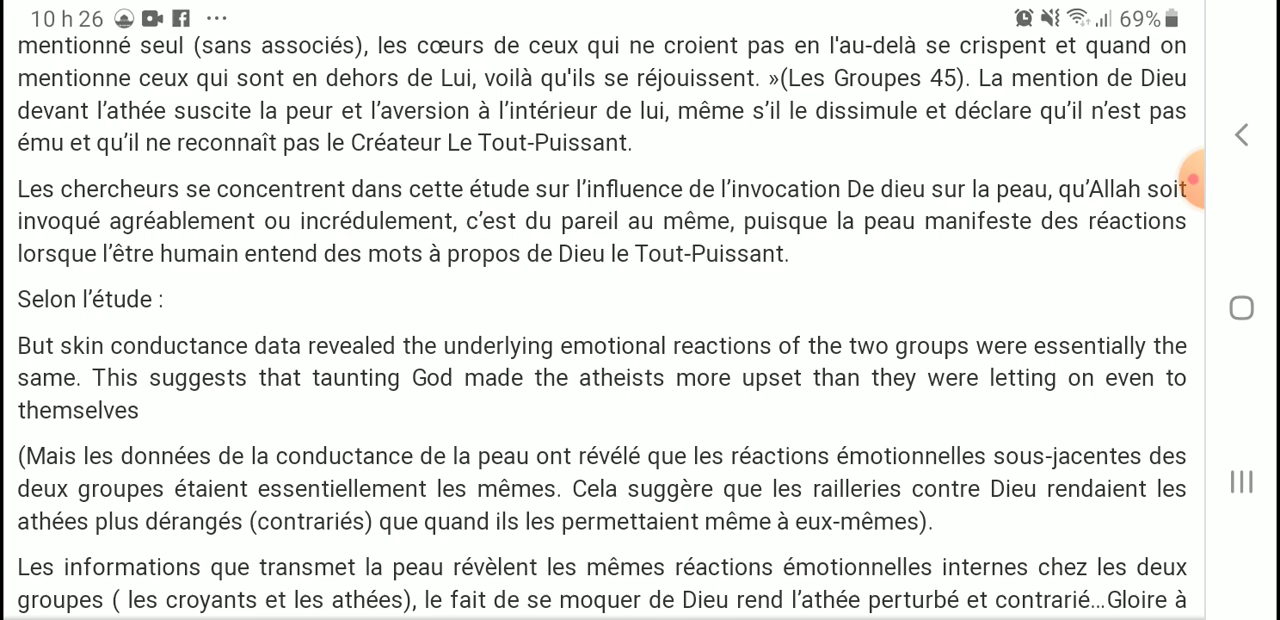 10 h 26 ... 69%
mentionné seul (sans associés), les cœurs de ceux qui ne croient pas en l'au-delà se crispent et quand on
mentionne ceux qui sont en dehors de Lui, voilà qu'ils se réjouissent. »(Les Groupes 45). La mention de Dieu
devant l’athée suscite la peur et l’aversion à l’intérieur de lui, même s’il le dissimule et déclare qu’il n’est pas
ému et qu’il ne reconnaît pas le Créateur Le Tout-Puissant.
Les chercheurs se concentrent dans cette étude sur l’influence de l’invocation De dieu sur la peau, qu’Allah soit
invoqué agréablement ou incrédulement, c’est du pareil au même, puisque la peau manifeste des réactions
lorsque l’être humain entend des mots à propos de Dieu le Tout-Puissant.
Selon l’étude :
But skin conductance data revealed the underlying emotional reactions of the two groups were essentially the
same. This suggests that taunting God made the atheists more upset than they were letting on even to
themselves
(Mais les données de la conductance de la peau ont révélé que les réactions émotionnelles sous-jacentes des
deux groupes étaient essentiellement les mêmes. Cela suggère que les railleries contre Dieu rendaient les
athées plus dérangés (contrariés) que quand ils les permettaient même à eux-mêmes).
Les informations que transmet la peau révèlent les mêmes réactions émotionnelles internes chez les deux
groupes ( les croyants et les athées), le fait de se moquer de Dieu rend l’athée perturbé et contrarié...Gloire à